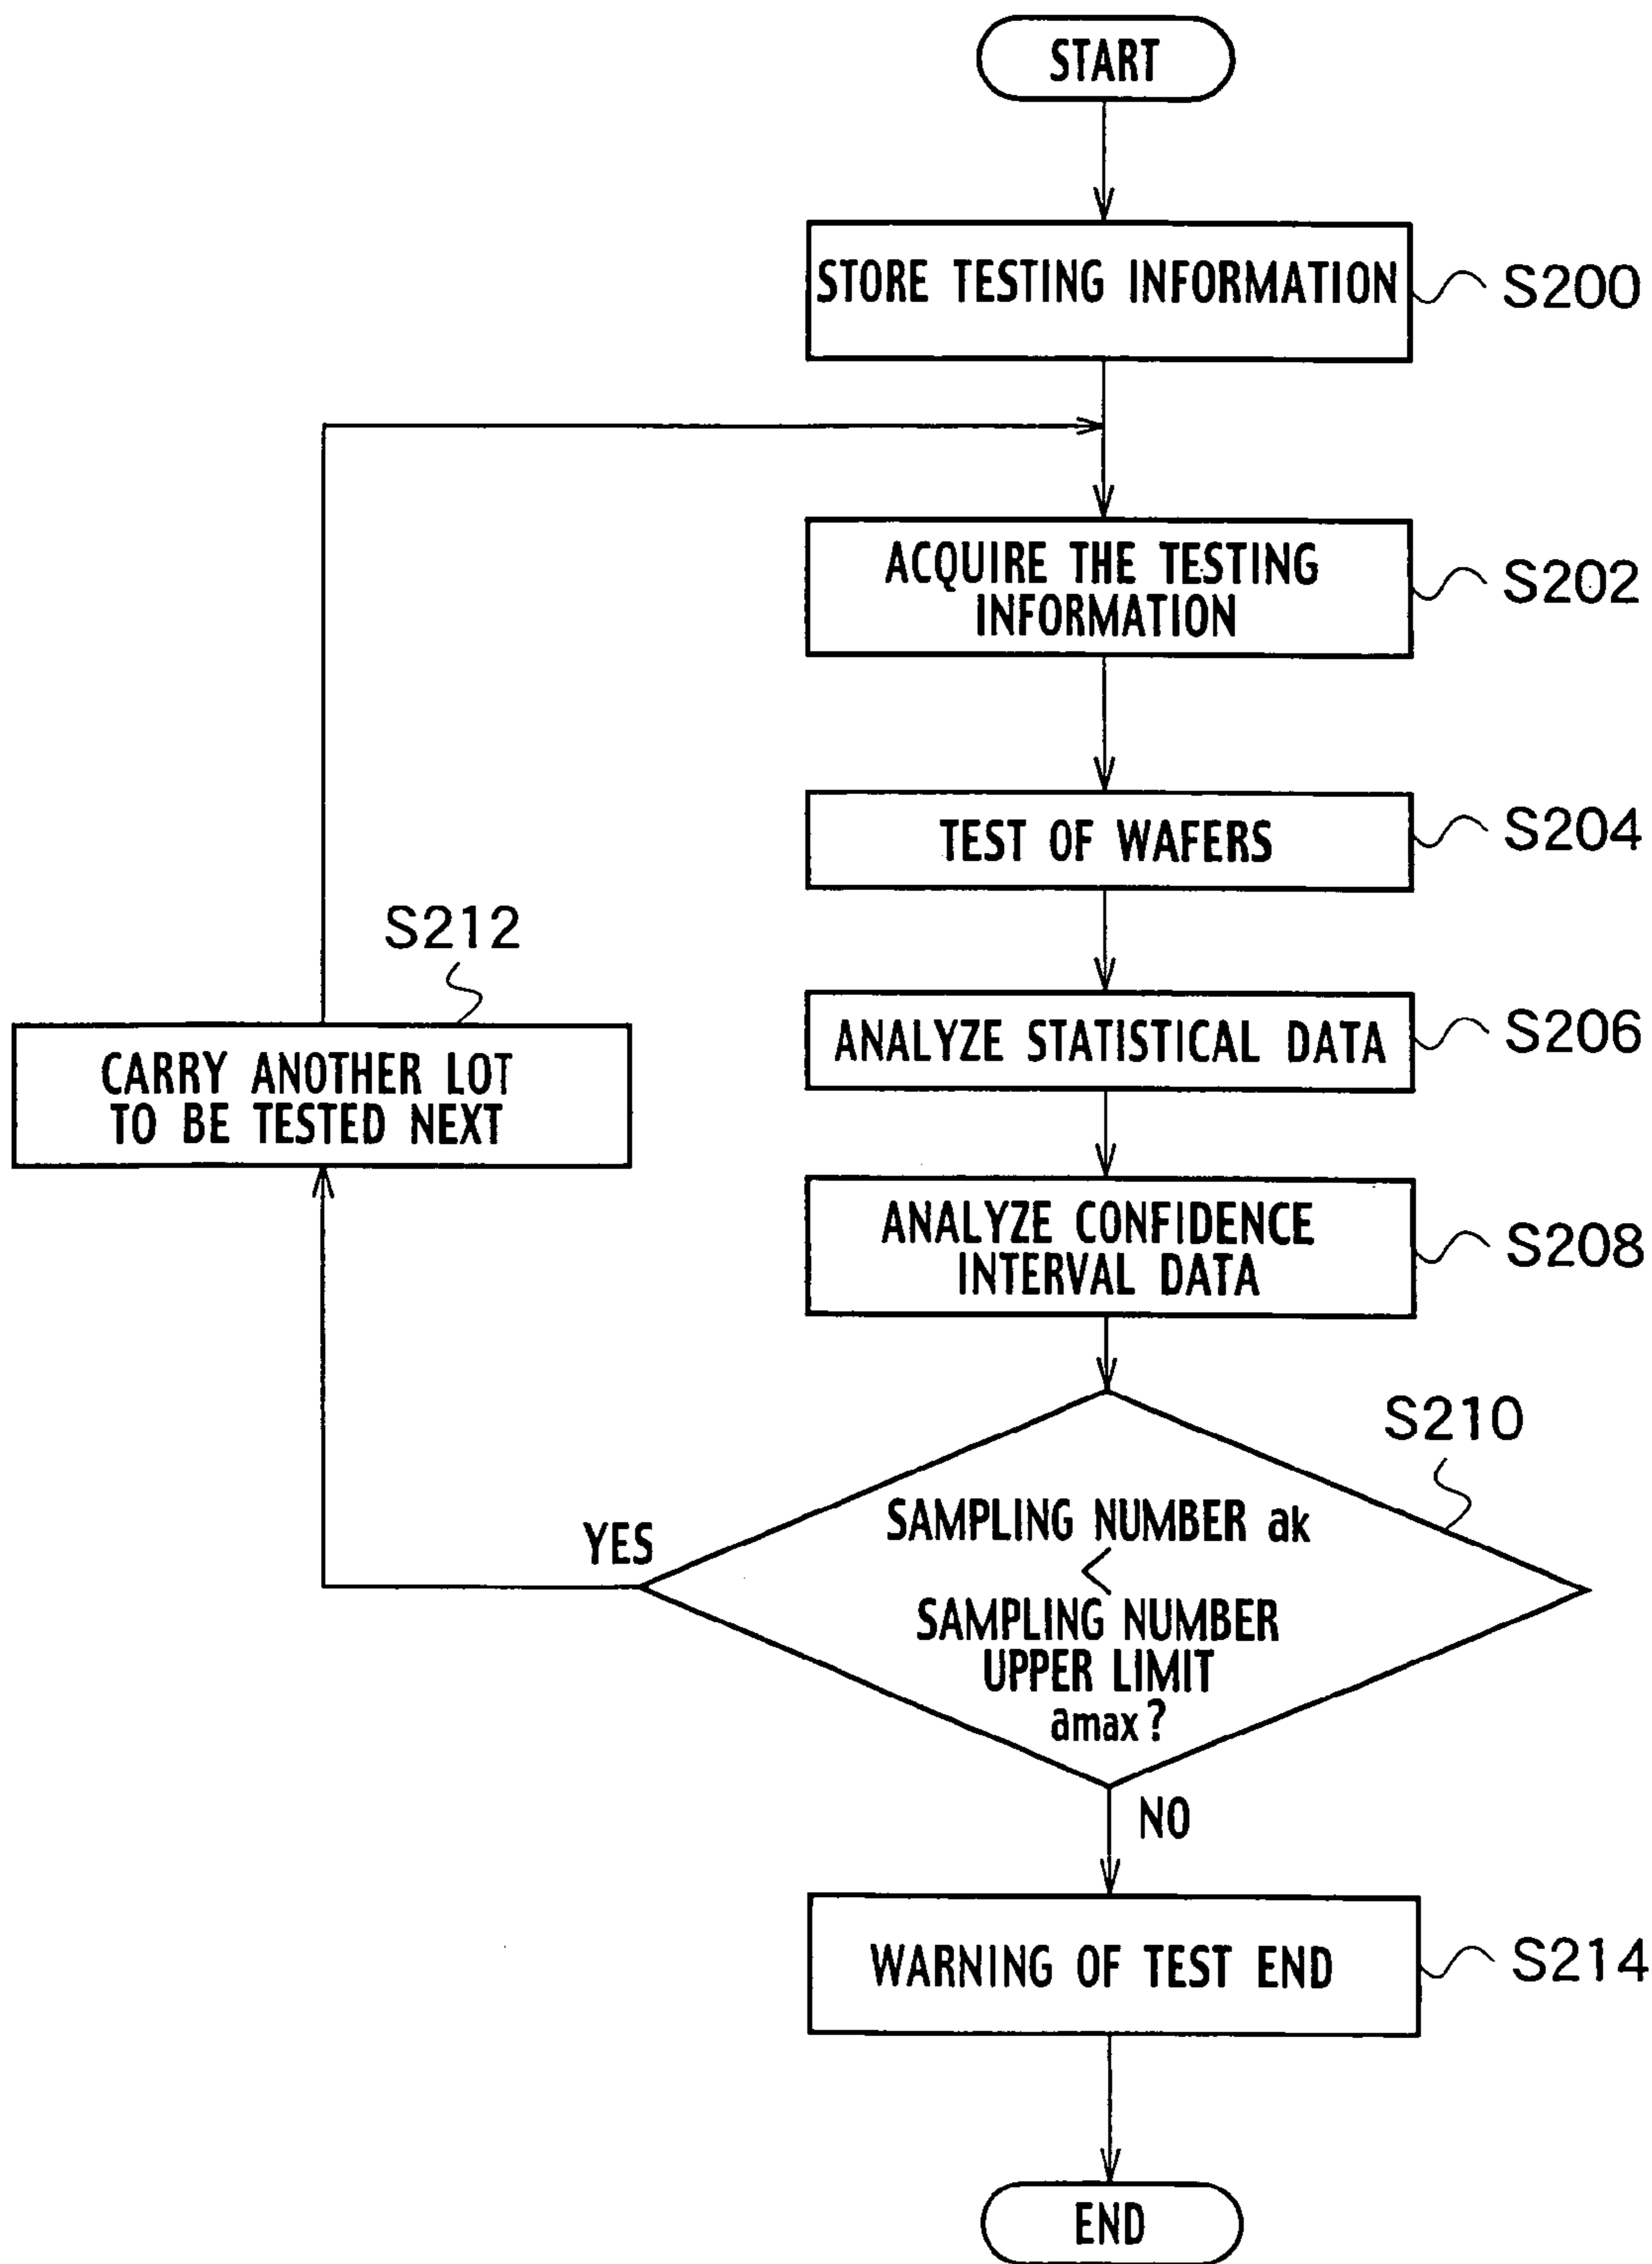 START
STORE TESTING INFORMATION
S200
ACQUIRE THE TESTING
INFORMATION
S202
TEST OF WAFERS
S204
S212
CARRY ANOTHER LOT
TO BE TESTED NEXT
ANALYZE STATISTICAL DATA
S206
ANALYZE CONFIDENCE
INTERVAL DATA
S208
S210
SAMPLING NUMBER ak
<
SAMPLING NUMBER
UPPER LIMIT
amax?
YES
NO
WARNING OF TEST END
S214
END